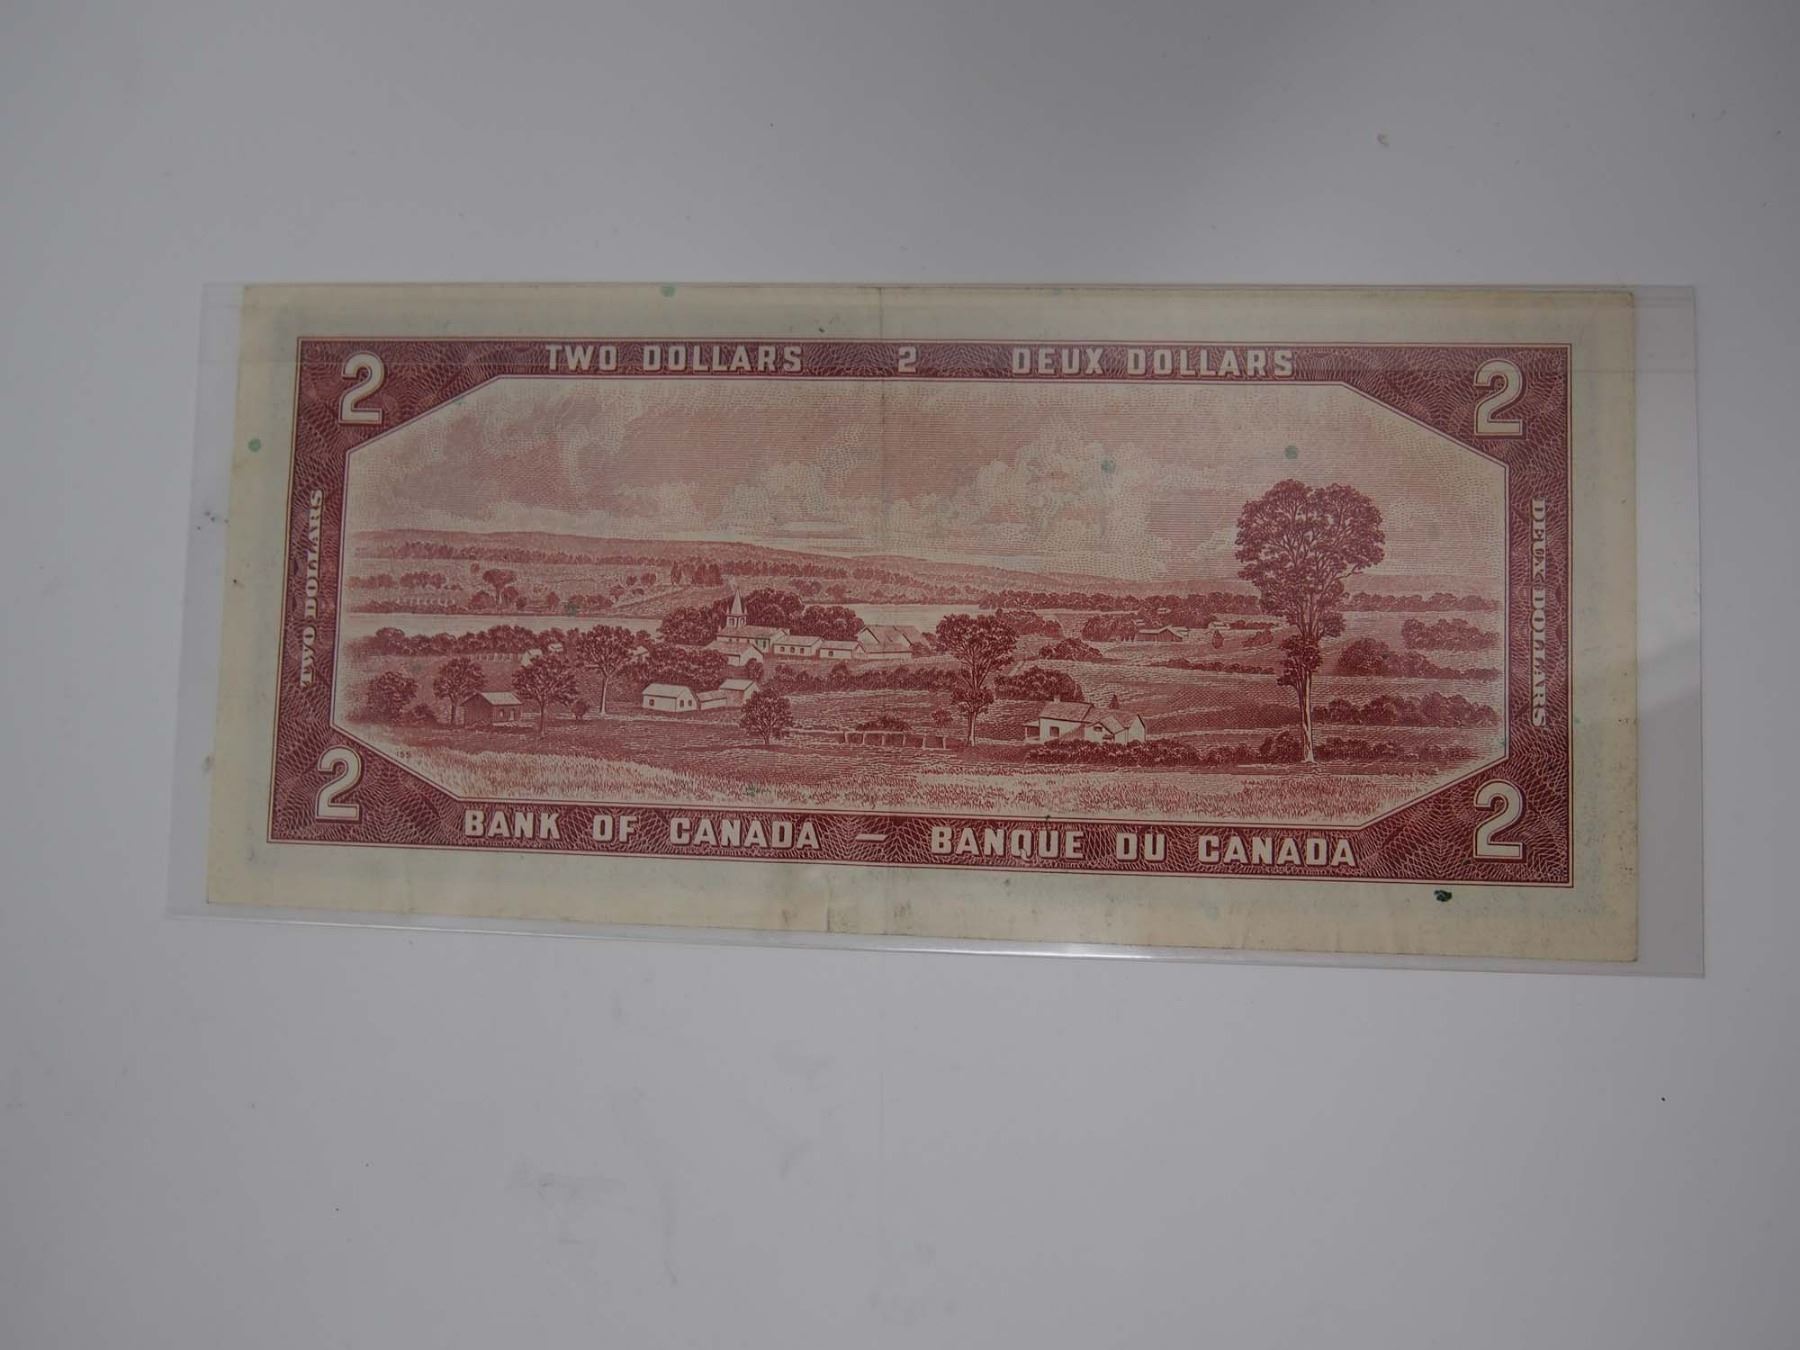 TWO DOLLARS 2 DEUX DOLLARS
2 2
TWO DOLLARS
DEUX DOLLARS
2 2
BANK OF CANADA – BANQUE DU CANADA